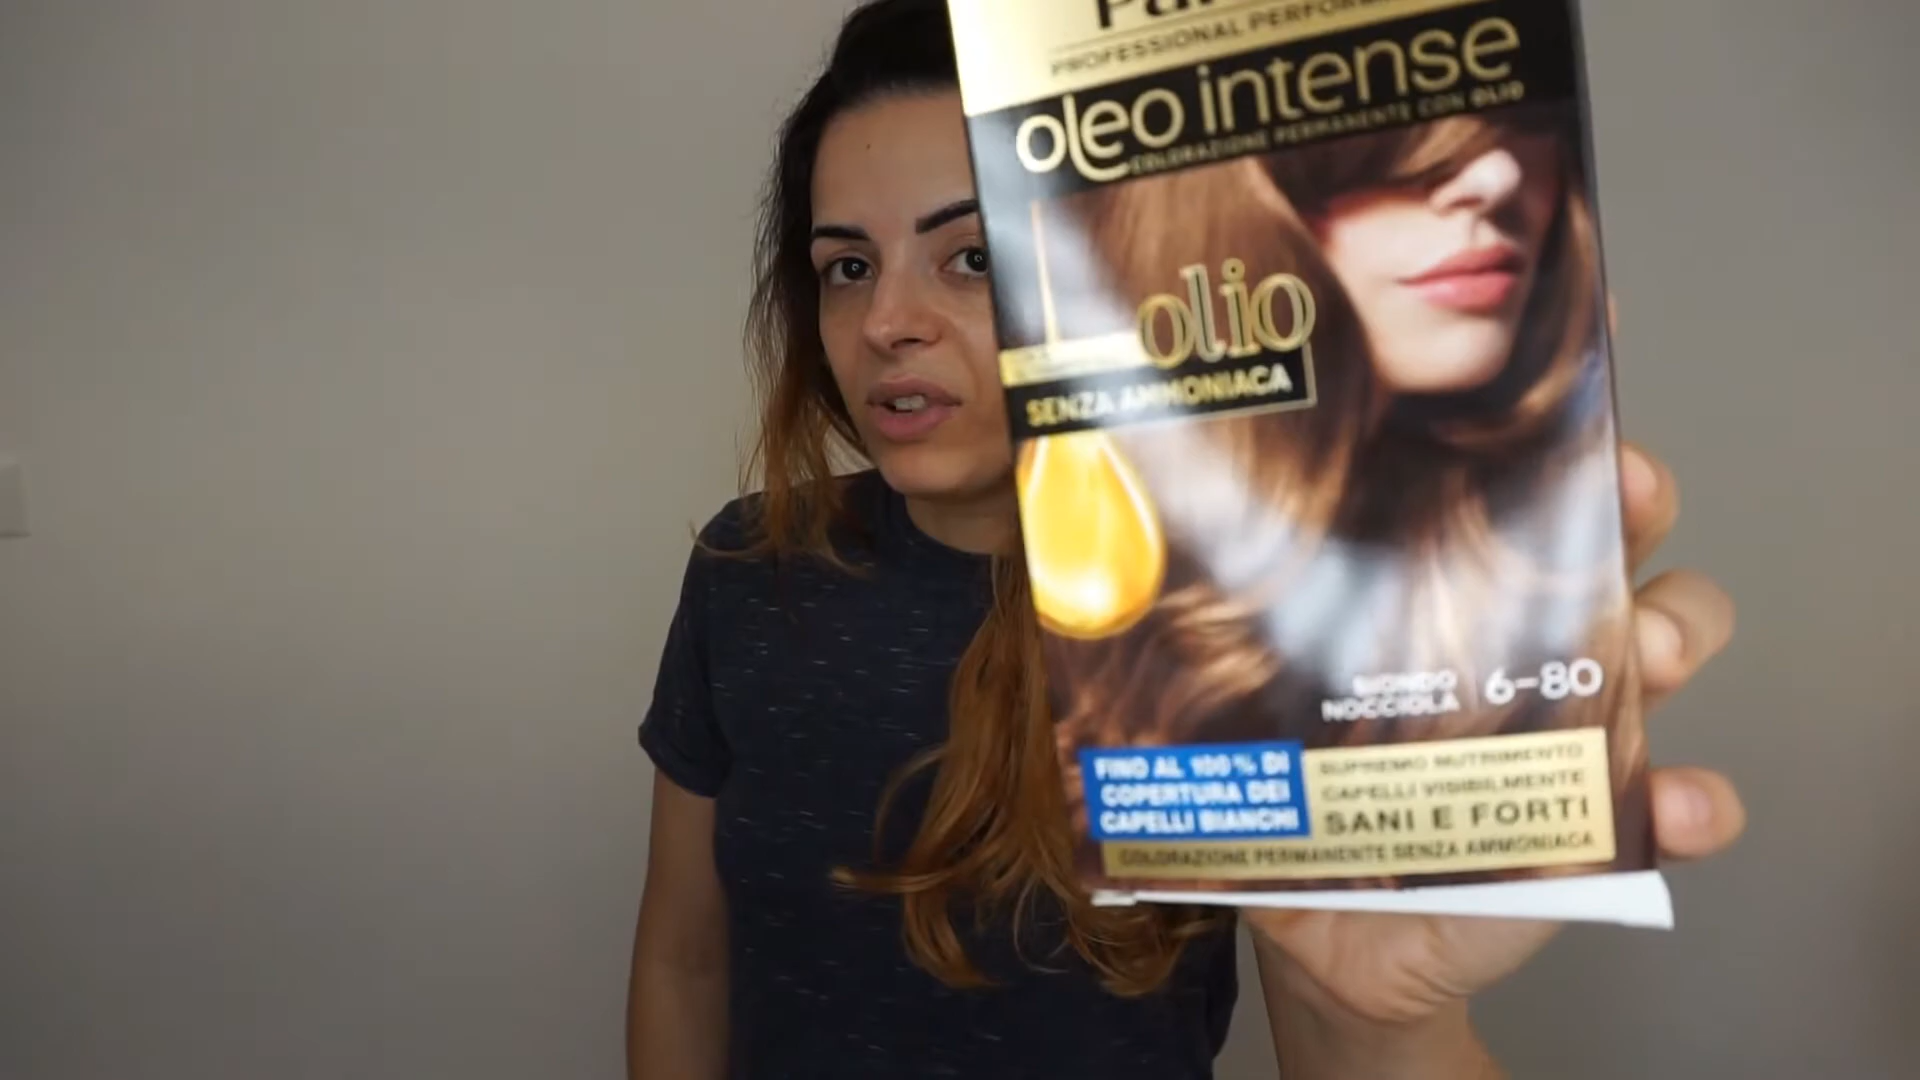 PROFESSIONAL PERFORM
oleo intense
COLORAZIONE PERMANENTE CON OLIO
olio
SENZA AMMONIACA
BIONDO
NOCCIOLA
6-80
FINO AL 100% DI
COPERTURA DEI
CAPELLI BIANCHI
SUPREMO NUTRIMENTO
CAPELLI VISIBILMENTE
SANI E FORTI
COLORAZIONE PERMANENTE SENZA AMMONIACA